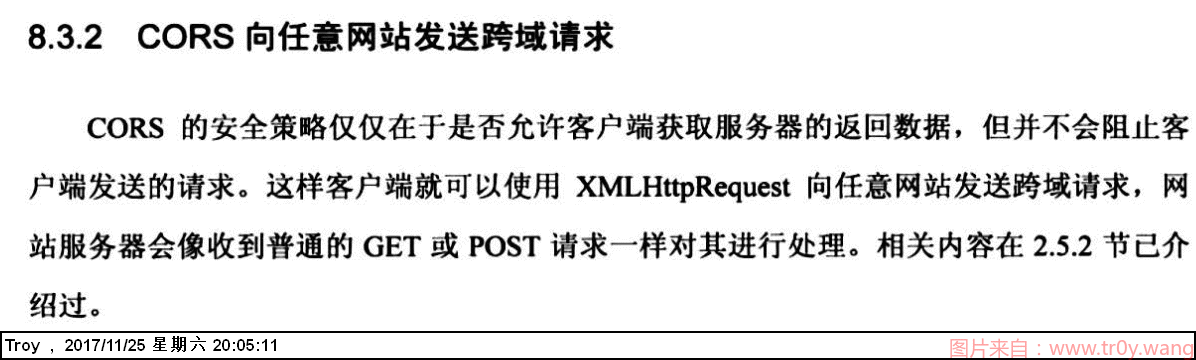 8.3.2 CORS 向任意网站发送跨域请求
CORS 的安全策略仅仅在于是否允许客户端获取服务器的返回数据，但并不会阻止客
户端发送的请求。这样客户端就可以使用 XMLHttpRequest 向任意网站发送跨域请求，网
站服务器会像收到普通的 GET 或 POST 请求一样对其进行处理。相关内容在 2.5.2 节已介
绍过。
Troy , 2017/11/25 星期六 20:05:11
图片来自：www.tr0y.wang